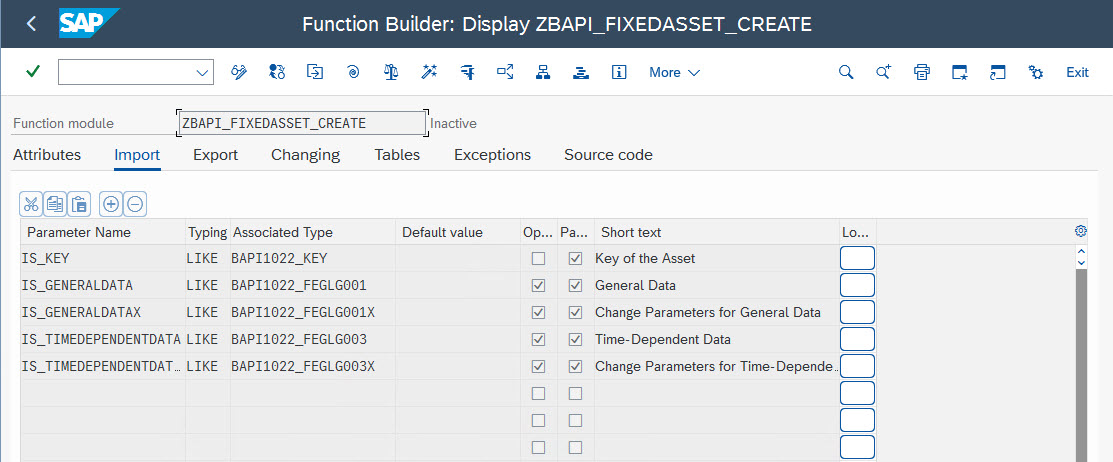 SAP Function Builder: Display ZBAPI_FIXEDASSET_CREATE
More Exit
Function module ZBAPI_FIXEDASSET_CREATE Inactive
Attributes Import Export Changing Tables Exceptions Source code
Parameter Name Typing Associated Type Default value Op... Pa... Short text Lo...
IS_KEY LIKE BAPI1022_KEY Key of the Asset
IS_GENERALDATA LIKE BAPI1022_FEGLG001 General Data
IS_GENERALDATAX LIKE BAPI1022_FEGLG001X Change Parameters for General Data
IS_TIMEDEPENDENTDATA LIKE BAPI1022_FEGLG003 Time-Dependent Data
IS_TIMEDEPENDENTDAT... LIKE BAPI1022_FEGLG003X Change Parameters for Time-Depende...